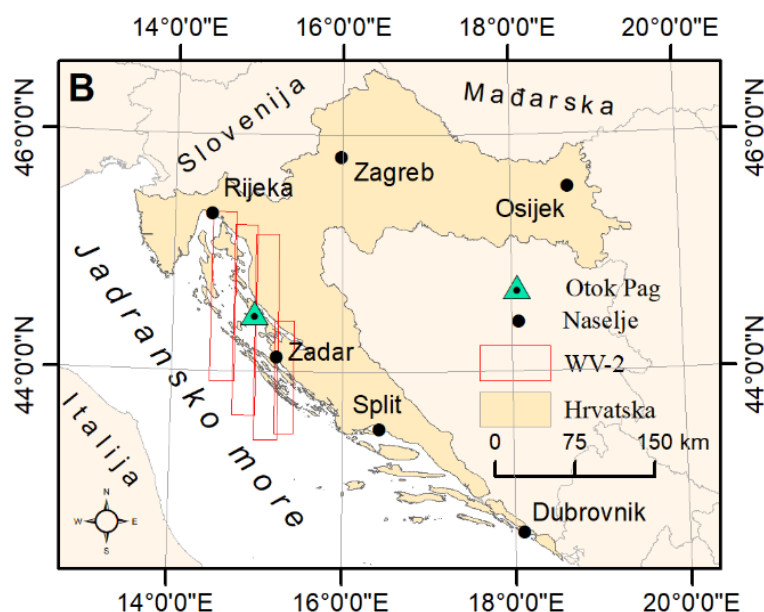 14°0'0"E 16°0'0"E 18°0'0"E 20°0'0"E
B
Slovenija
Mađarska
46°0'0"N
46°0'0"N
Zagreb
Rijeka
Osijek
Jadransko more
Otok Pag
Naselje
Zadar
WV-2
44°0'0"N
44°0'0"N
Italija
Split
Hrvatska
0 75 150 km
Dubrovnik
N
W E
S
14°0'0"E 16°0'0"E 18°0'0"E 20°0'0"E